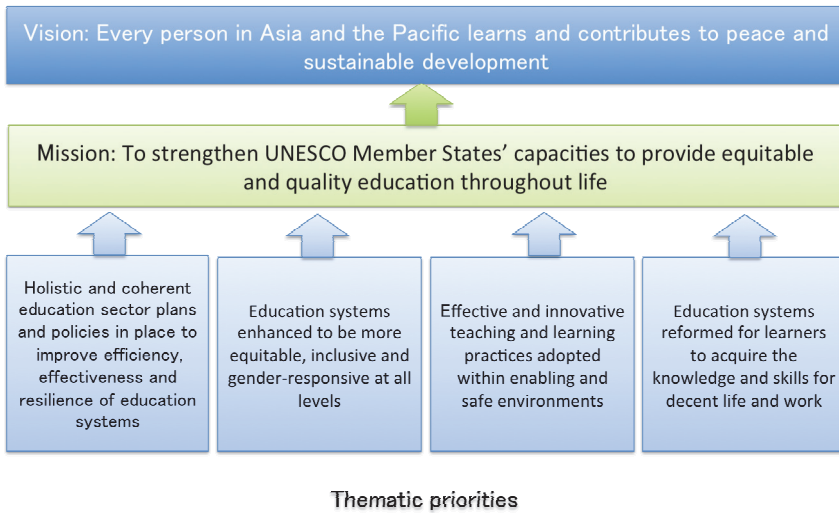 Vision: Every person in Asia and the Pacific learns and contributes to peace and
sustainable development
Mission: To strengthen UNESCO Member States’ capacities to provide equitable
and quality education throughout life
Holistic and coherent
education sector plans
and policies in place to
improve efficiency,
effectiveness and
resilience of education
systems
Education systems
enhanced to be more
equitable, inclusive and
gender-responsive at all
levels
Effective and innovative
teaching and learning
practices adopted
within enabling and
safe environments
Education systems
reformed for learners
to acquire the
knowledge and skills for
decent life and work
Thematic priorities